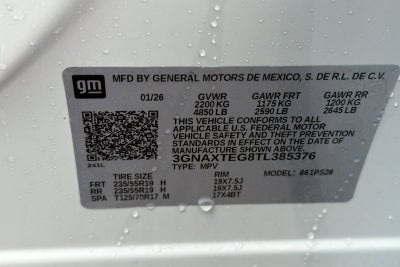 gm
MFD BY GENERAL MOTORS DE MEXICO, S. DE R.L. DE C.V.
01/26 GVWR GAWR FRT GAWR RR
2200 KG 1175 KG 1200 KG
4850 LB 2590 LB 2645 LB
THIS VEHICLE CONFORMS TO ALL
APPLICABLE U.S. FEDERAL MOTOR
VEHICLE SAFETY AND THEFT PREVENTION
STANDARDS IN EFFECT ON THE DATE OF
MANUFACTURE SHOWN ABOVE.
3GNAXTEG8TL385376
TYPE: MPV MODEL: 861PS26
241L
TIRE SIZE RIM
FRT 235/55R19 H 19X7.5J
RR 235/55R19 H 19X7.5J
SPA T125/70R17 M 17X4BT